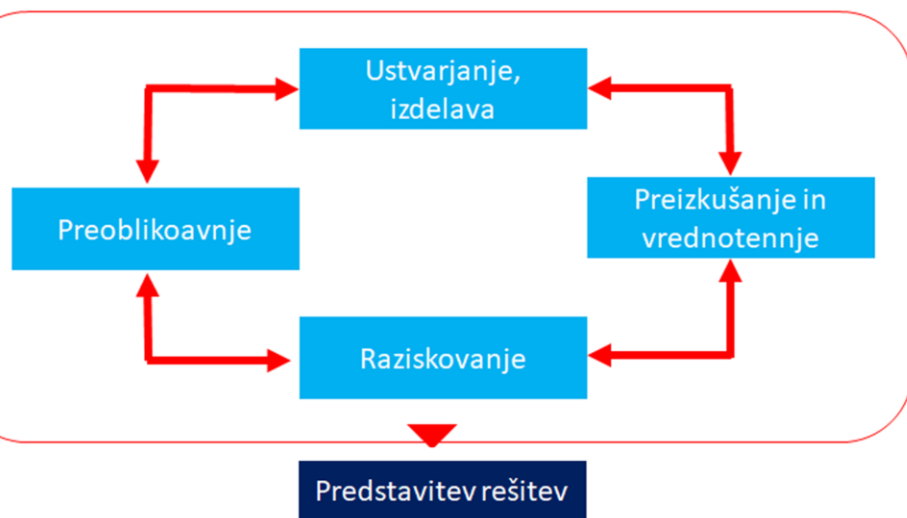 Ustvarjanje,
izdelava
Preoblikoavnje
Preizkušanje in
vrednotennje
Raziskovanje
Predstavitev rešitev